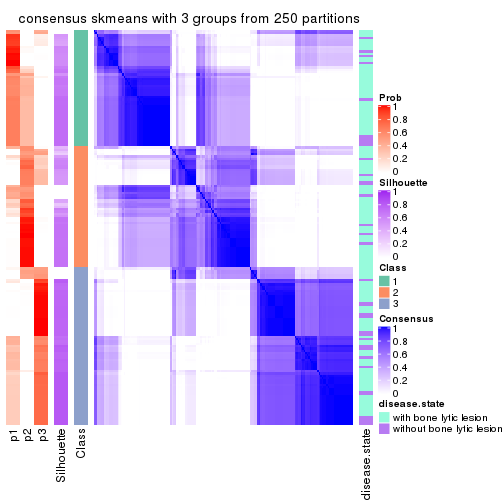 consensus skmeans with 3 groups from 250 partitions
Prob
1
0.8
0.6
0.4
0.2
0
Silhouette
1
0.8
0.6
0.4
0.2
0
Class
1
2
3
Consensus
1
0.8
0.6
0.4
0.2
0
disease.state
with bone lytic lesion
without bone lytic lesion
p1
p2
p3
Silhouette
Class
disease.state